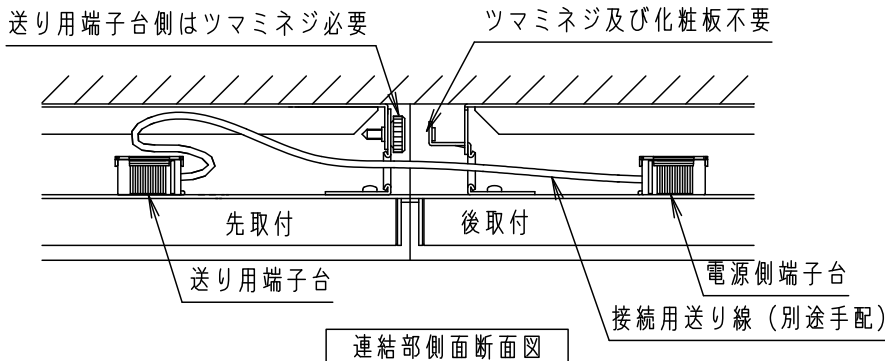 送り用端子台側はツマミネジ必要
ツマミネジ及び化粧板不要
先取付
後取付
送り用端子台
電源側端子台
接続用送り線（別途手配）
連結部側面断面図